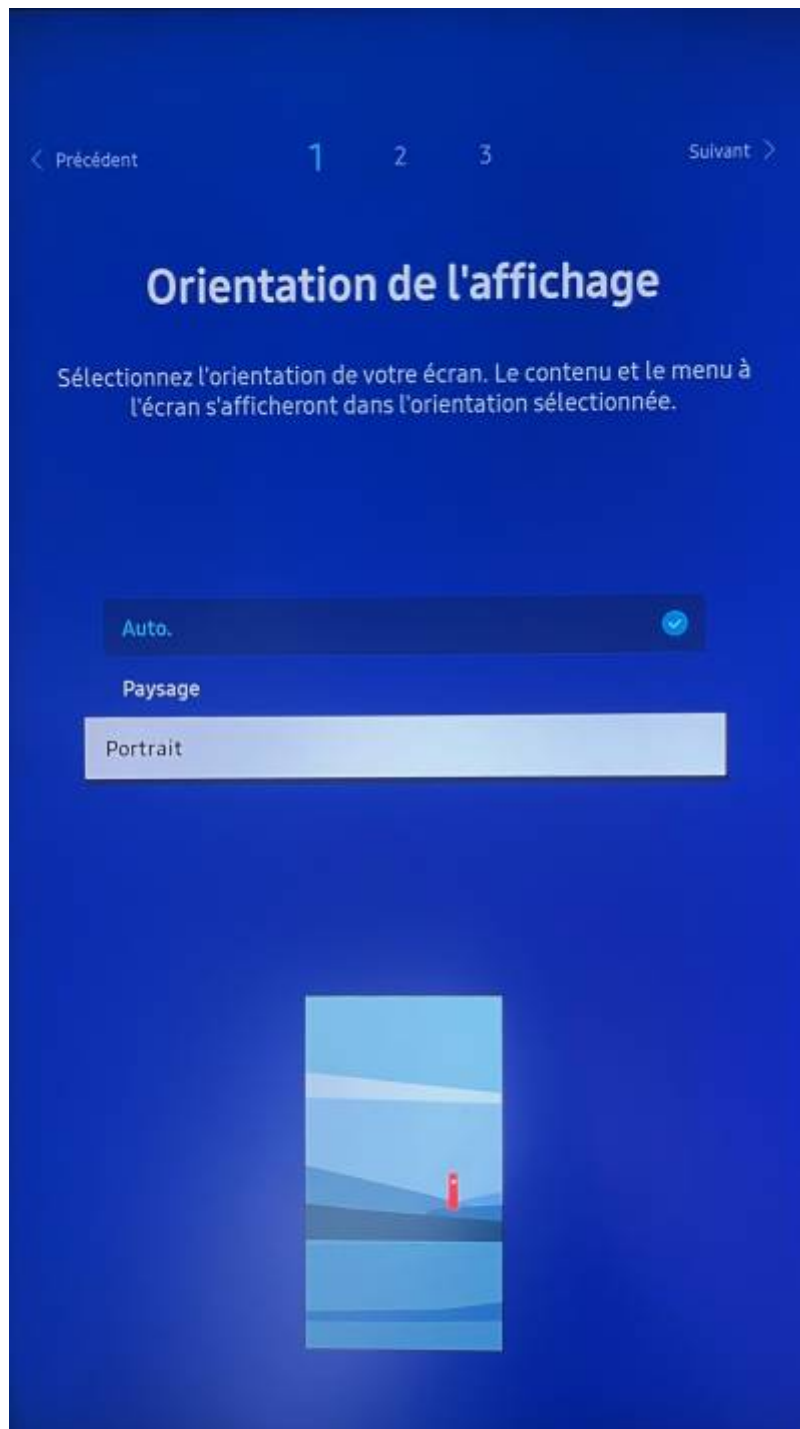 Précédent
1
2
3
Suivant
Orientation de l'affichage
Sélectionnez l'orientation de votre écran. Le contenu et le menu à
l'écran s'afficheront dans l'orientation sélectionnée.
Auto.
Paysage
Portrait